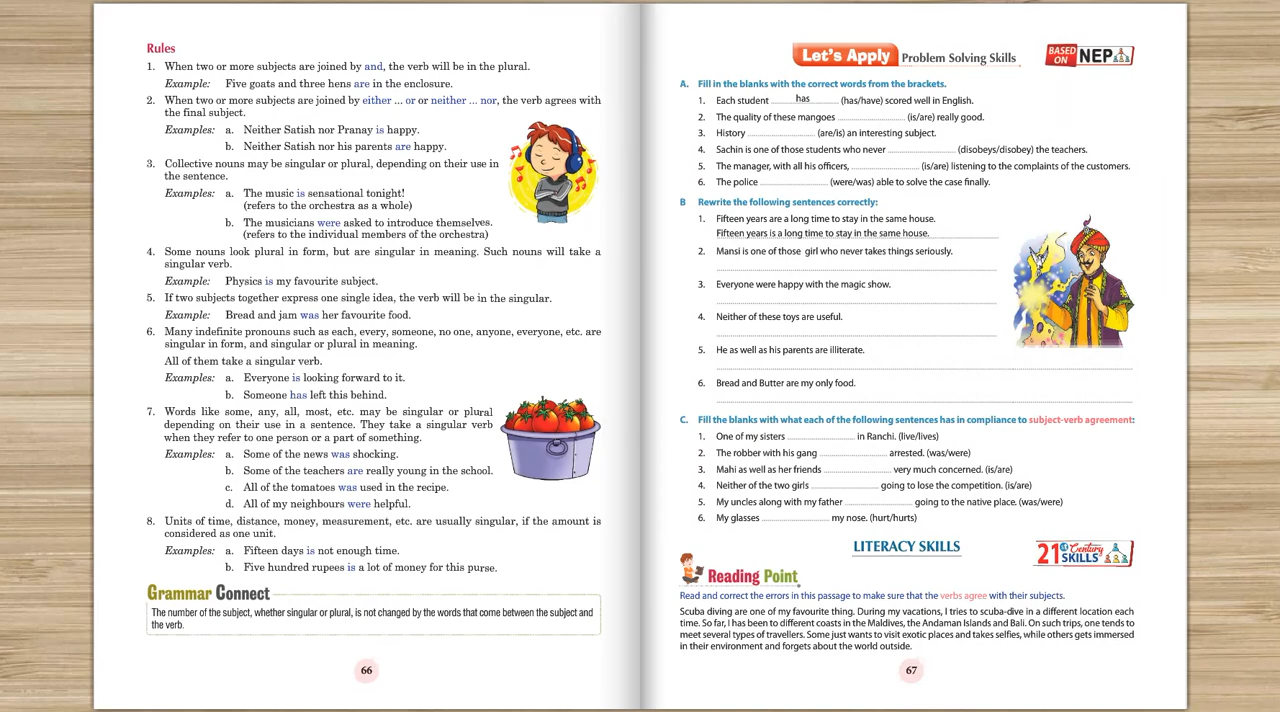 Rules
1. When two or more subjects are joined by and, the verb will be in the plural.
Example: Five goats and three hens are in the enclosure.
2. When two or more subjects are joined by either ... or or neither ... nor, the verb agrees with
the final subject.
Examples: a. Neither Satish nor Pranay is happy.
b. Neither Satish nor his parents are happy.
3. Collective nouns may be singular or plural, depending on their use in
the sentence.
Examples: a. The music is sensational tonight!
(refers to the orchestra as a whole)
b. The musicians were asked to introduce themselves.
(refers to the individual members of the orchestra)
4. Some nouns look plural in form, but are singular in meaning. Such nouns will take a
singular verb.
Example: Physics is my favourite subject.
5. If two subjects together express one single idea, the verb will be in the singular.
Example: Bread and jam was her favourite food.
6. Many indefinite pronouns such as each, every, someone, no one, anyone, everyone, etc. are
singular in form, and singular or plural in meaning.
All of them take a singular verb.
Examples: a. Everyone is looking forward to it.
b. Someone has left this behind.
7. Words like some, any, all, most, etc. may be singular or plural
depending on their use in a sentence. They take a singular verb
when they refer to one person or a part of something.
Examples: a. Some of the news was shocking.
b. Some of the teachers are really young in the school.
c. All of the tomatoes was used in the recipe.
d. All of my neighbours were helpful.
8. Units of time, distance, money, measurement, etc. are usually singular, if the amount is
considered as one unit.
Examples: a. Fifteen days is not enough time.
b. Five hundred rupees is a lot of money for this purse.
Grammar Connect
The number of the subject, whether singular or plural, is not changed by the words that come between the subject and
the verb.
66
Let's Apply Problem Solving Skills BASED ON NEP
A. Fill in the blanks with the correct words from the brackets.
1. Each student ....... has ....... (has/have) scored well in English.
2. The quality of these mangoes .............. (is/are) really good.
3. History .............. (are/is) an interesting subject.
4. Sachin is one of those students who never .............. (disobeys/disobey) the teachers.
5. The manager, with all his officers, .............. (is/are) listening to the complaints of the customers.
6. The police .............. (were/was) able to solve the case finally.
B Rewrite the following sentences correctly:
1. Fifteen years are a long time to stay in the same house.
Fifteen years is a long time to stay in the same house.
2. Mansi is one of those girl who never takes things seriously.
3. Everyone were happy with the magic show.
4. Neither of these toys are useful.
5. He as well as his parents are illiterate.
6. Bread and Butter are my only food.
C. Fill the blanks with what each of the following sentences has in compliance to subject-verb agreement:
1. One of my sisters .............. in Ranchi. (live/lives)
2. The robber with his gang .............. arrested. (was/were)
3. Mahi as well as her friends .............. very much concerned. (is/are)
4. Neither of the two girls .............. going to lose the competition. (is/are)
5. My uncles along with my father .............. going to the native place. (was/were)
6. My glasses .............. my nose. (hurt/hurts)
LITERACY SKILLS 21st Century SKILLS
Reading Point
Read and correct the errors in this passage to make sure that the verbs agree with their subjects.
Scuba diving are one of my favourite thing. During my vacations, I tries to scuba-dive in a different location each
time. So far, I has been to different coasts in the Maldives, the Andaman Islands and Bali. On such trips, one tends to
meet several types of travellers. Some just wants to visit exotic places and takes selfies, while others gets immersed
in their environment and forgets about the world outside.
67